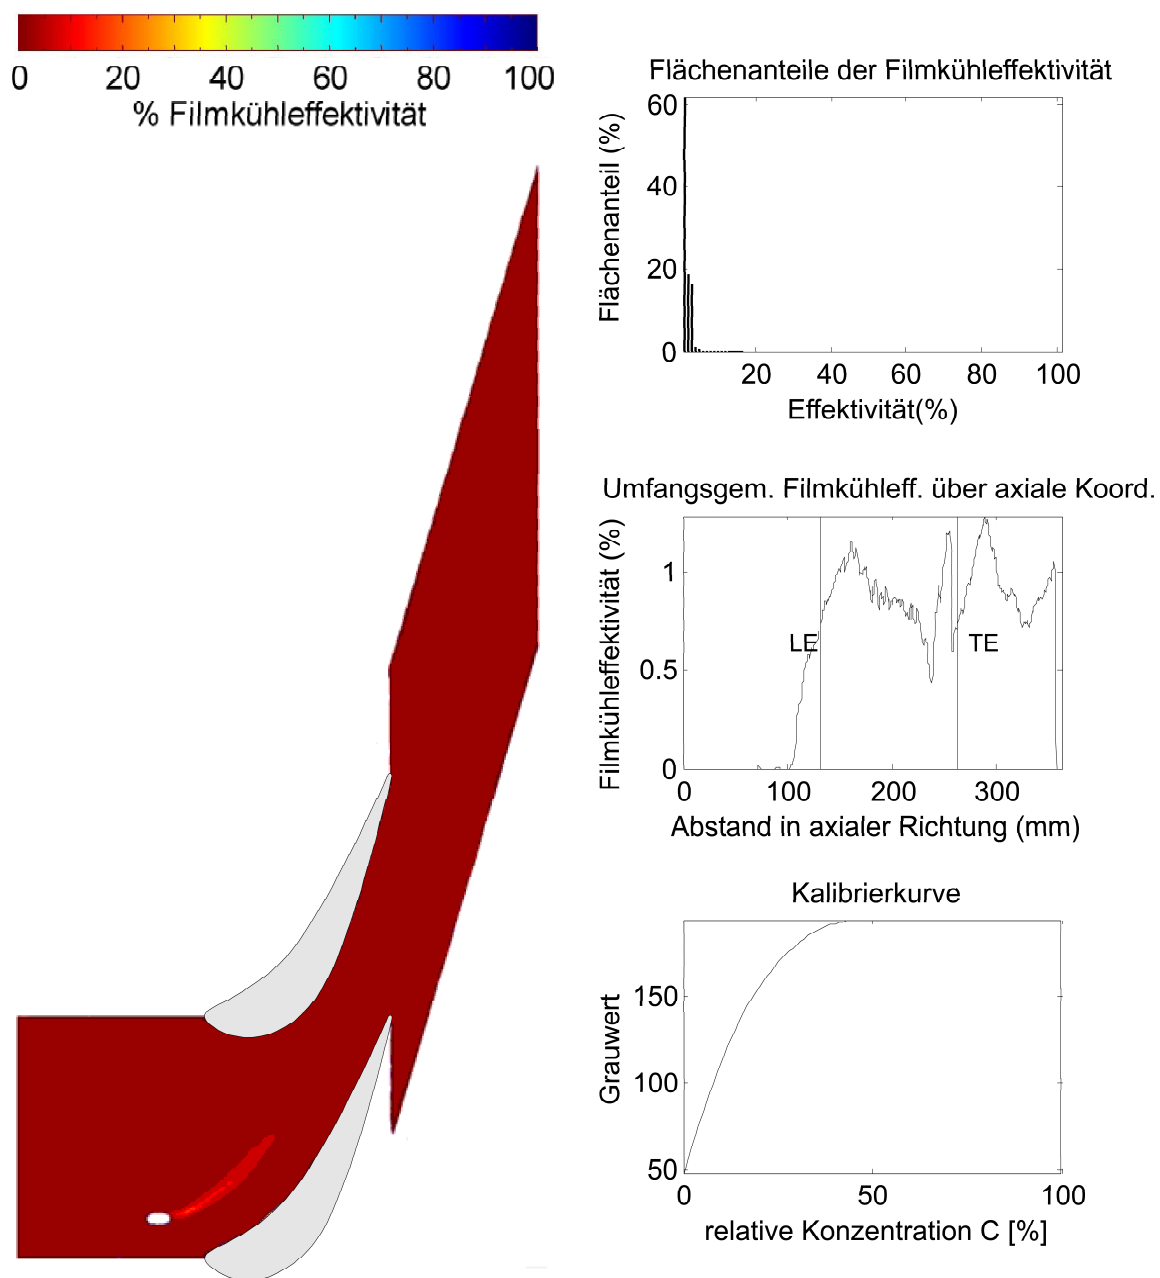 0 20 40 60 80 100
% Filmkühleffektivität
Flächenanteile der Filmkühleffektivität
Flächenanteil (%)
60
40
20
0
20 40 60 80 100
Effektivität(%)
Umfangsgem. Filmkühleff. über axiale Koord.
Filmkühleffektivität (%)
1
0.5
0
LE TE
0 100 200 300
Abstand in axialer Richtung (mm)
Kalibrierkurve
Grauwert
150
100
50
0 50 100
relative Konzentration C [%]